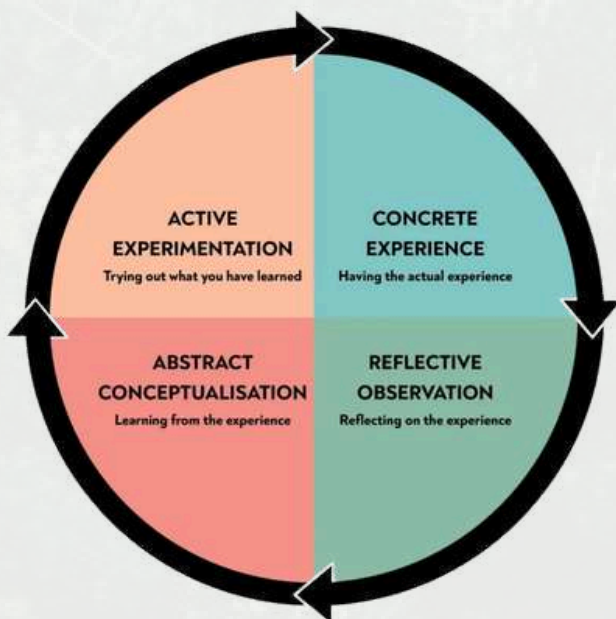 ACTIVE
EXPERIMENTATION
Trying out what you have learned
CONCRETE
EXPERIENCE
Having the actual experience
ABSTRACT
CONCEPTUALISATION
Learning from the experience
REFLECTIVE
OBSERVATION
Reflecting on the experience